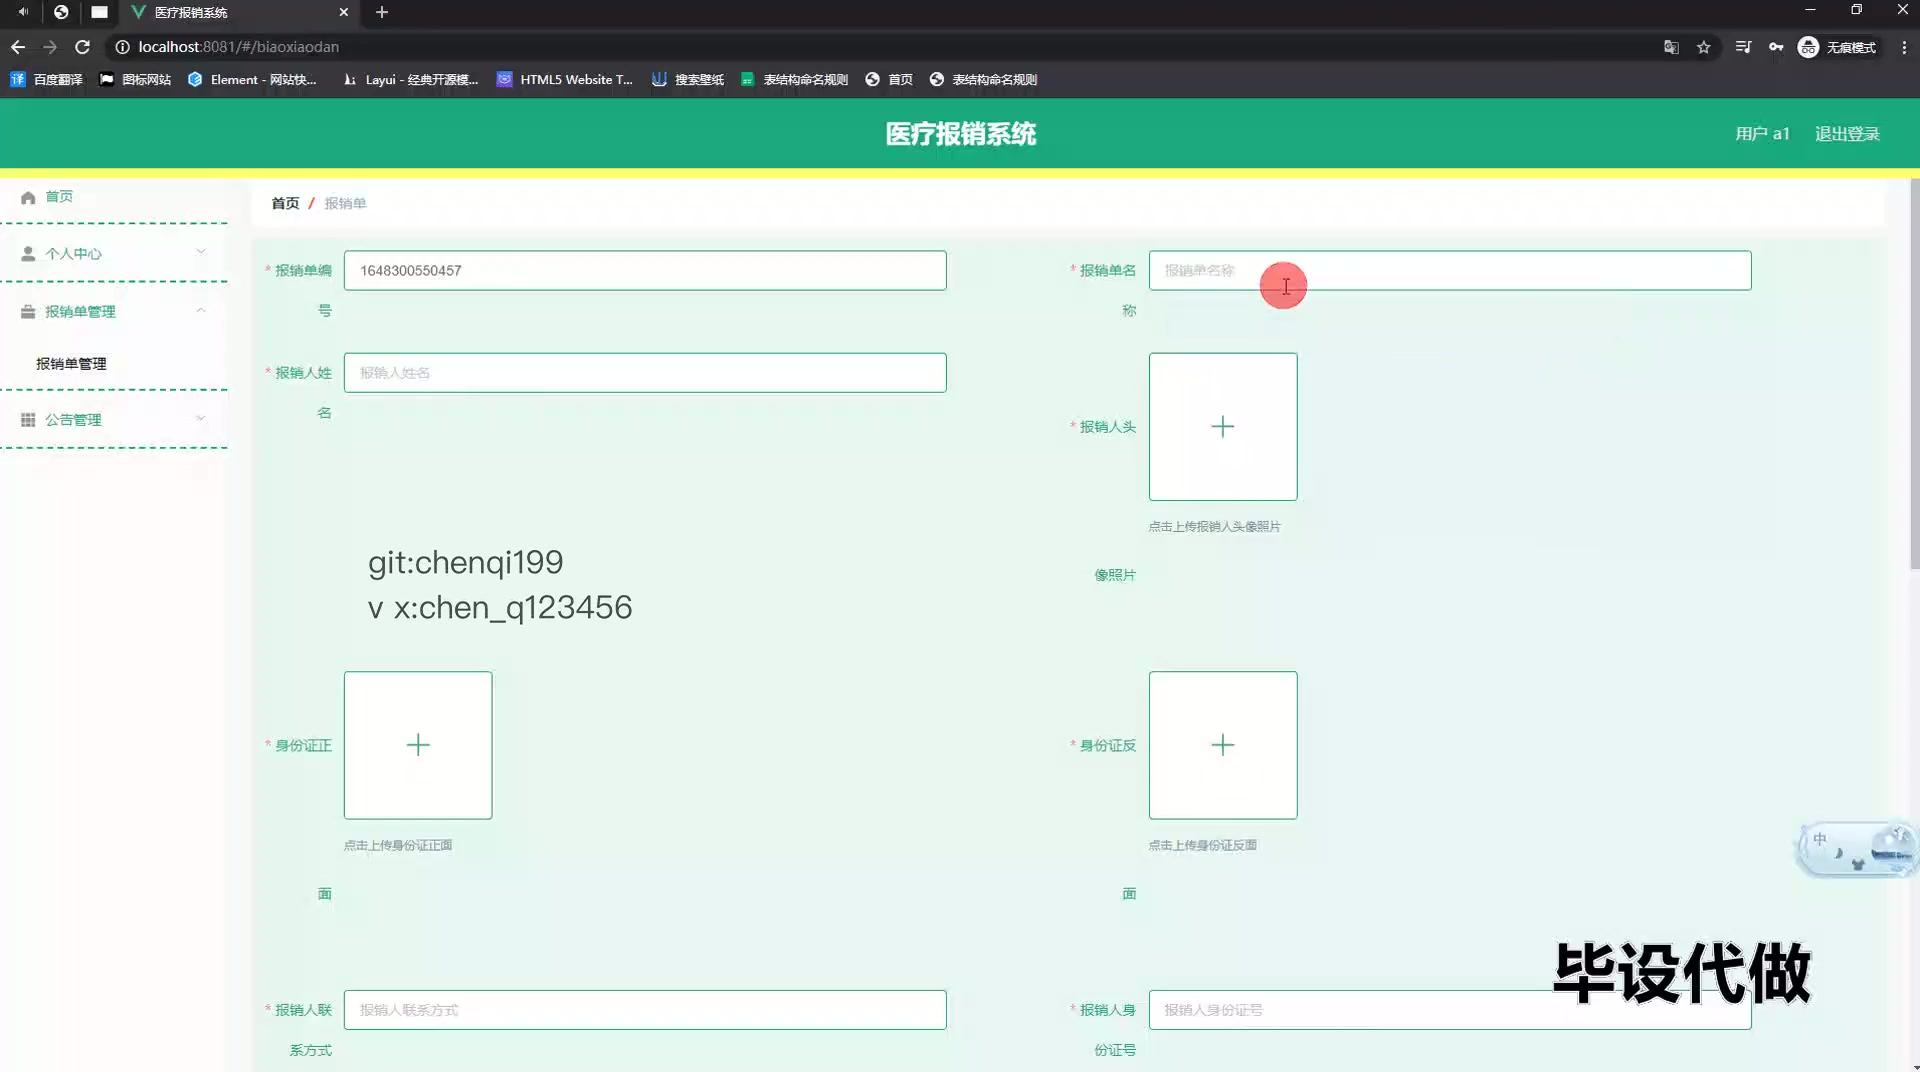 医疗报销系统
localhost:8081/#/biaoxiaodan
无痕模式
百度翻译
图标网站
Element - 网站快...
Layui - 经典开源模...
HTML5 Website T...
搜索壁纸
表结构命名规则
首页
表结构命名规则
医疗报销系统
用户 a1
退出登录
首页
个人中心
报销单管理
报销单管理
公告管理
首页 / 报销单
* 报销单编号
1648300550457
* 报销单名称
报销单名称
* 报销人姓名
报销人姓名
* 报销人头像照片
点击上传报销人头像照片
git:chenqi199
v x:chen_q123456
* 身份证正面
点击上传身份证正面
* 身份证反面
点击上传身份证反面
* 报销人联系方式
报销人联系方式
* 报销人身份证号
报销人身份证号
中
毕设代做